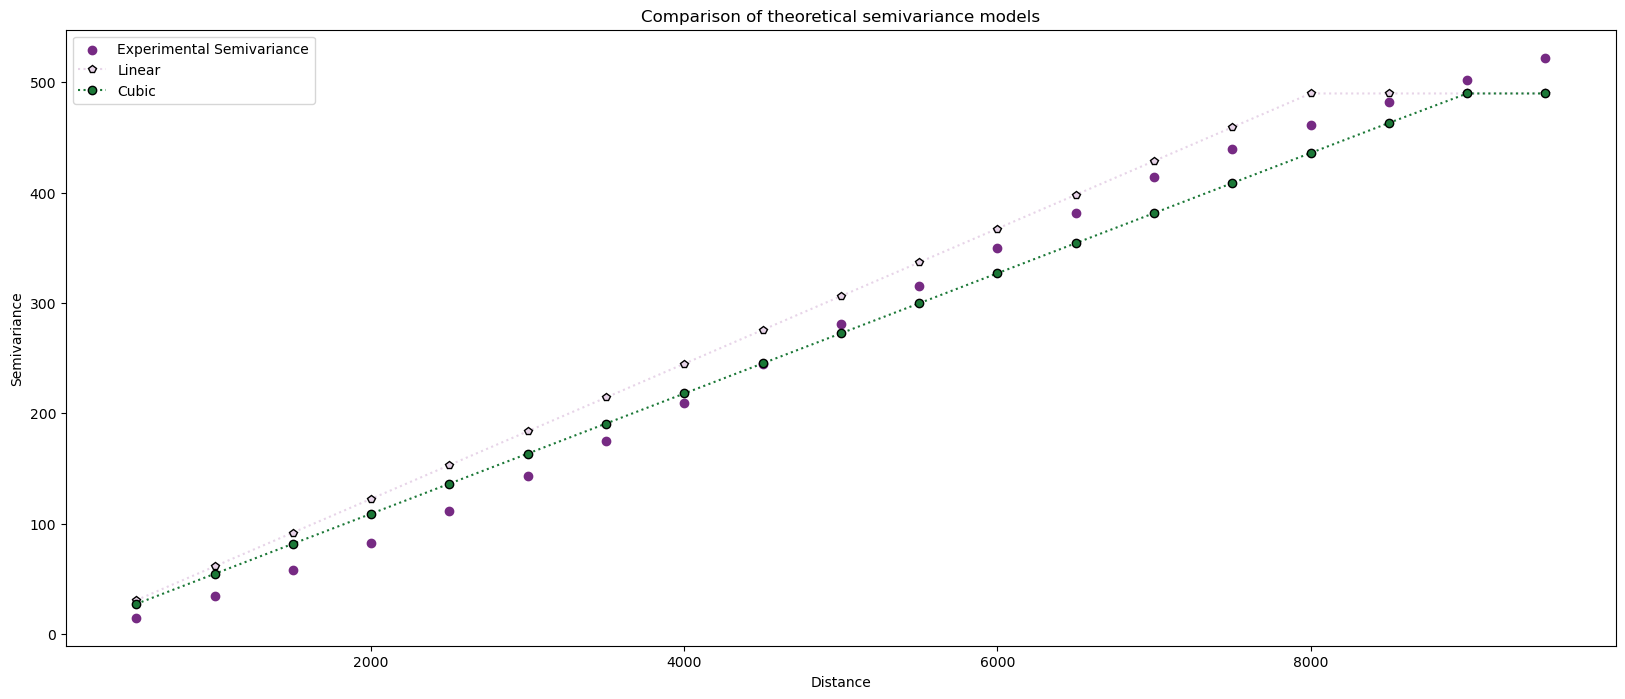 Comparison of theoretical semivariance models
Experimental Semivariance
Linear
Cubic
500
400
300
200
100
0
Semivariance
2000 4000 6000 8000
Distance